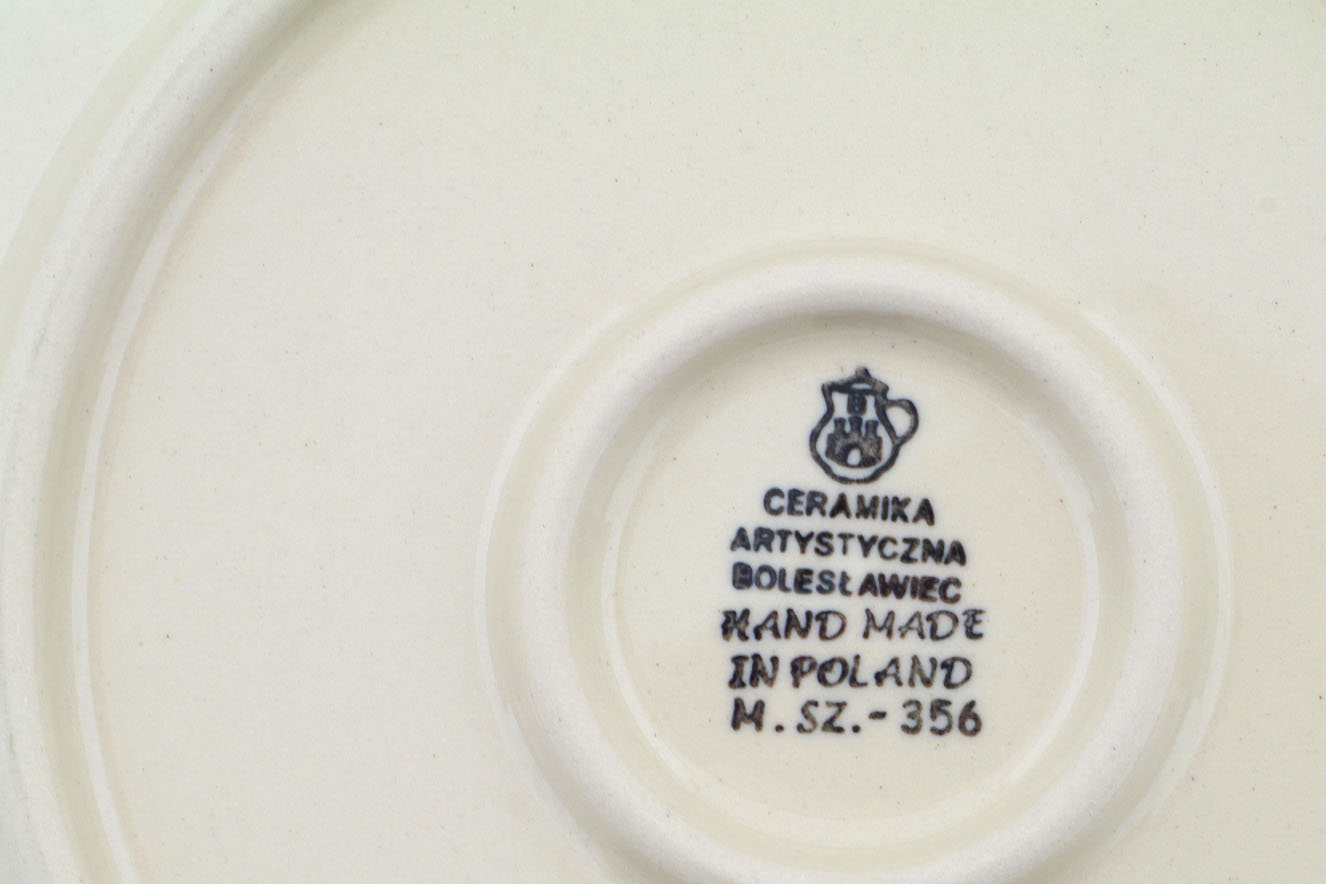 CERAMIKA
ARTYSTYCZNA
BOLESŁAWIEC
HAND MADE
IN POLAND
M. SZ. - 356